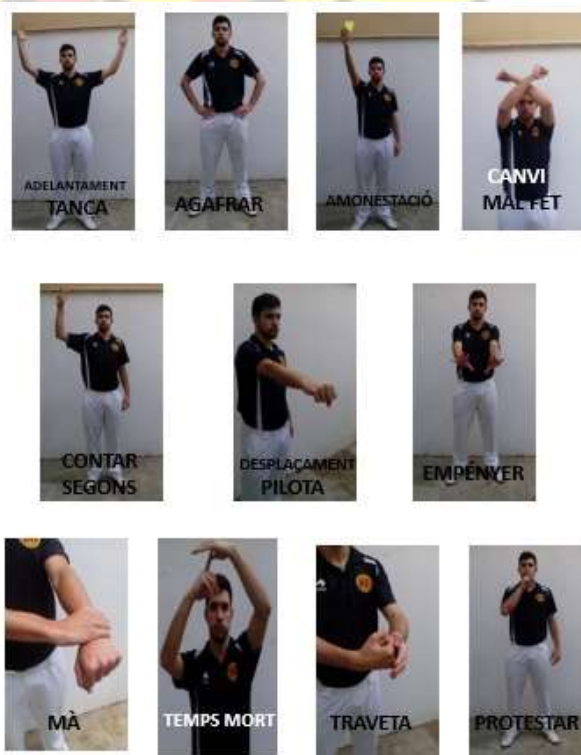 ADELANTAMENT
TANCA
AGAFRAR
AMONESTACIÓ
CANVI
MAL FET
CONTAR
SEGONS
DESPLAÇAMENT
PILOTA
EMPENYER
MÀ
TEMPS MORT
TRAVETA
PROTESTAR